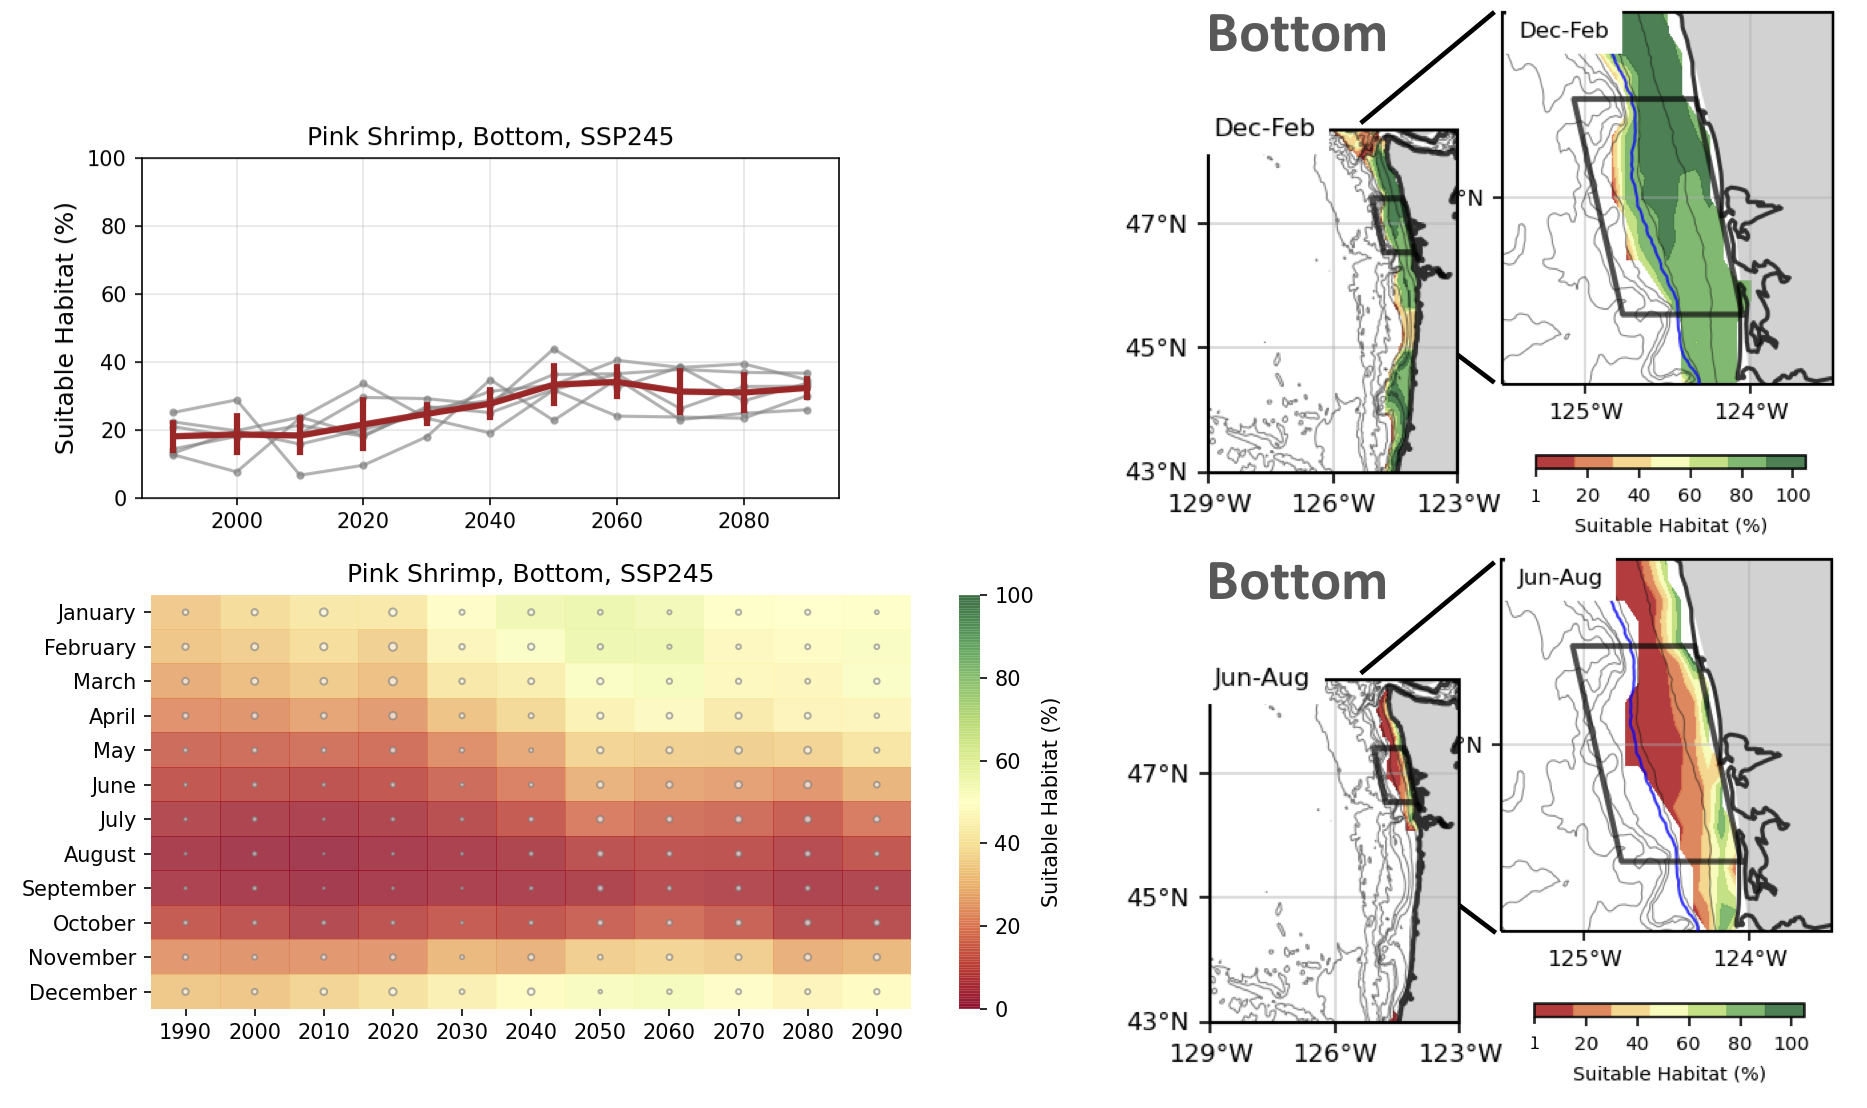 Pink Shrimp, Bottom, SSP245
Suitable Habitat (%)
100
80
60
40
20
0
2000 2020 2040 2060 2080
Pink Shrimp, Bottom, SSP245
January
February
March
April
May
June
July
August
September
October
November
December
1990 2000 2010 2020 2030 2040 2050 2060 2070 2080 2090
100
80
60
40
20
0
Suitable Habitat (%)
Bottom
Dec-Feb
47°N
45°N
43°N
129°W 126°W 123°W
Dec-Feb
°N
125°W 124°W
1 20 40 60 80 100
Suitable Habitat (%)
Bottom
Jun-Aug
47°N
45°N
43°N
129°W 126°W 123°W
Jun-Aug
°N
125°W 124°W
1 20 40 60 80 100
Suitable Habitat (%)